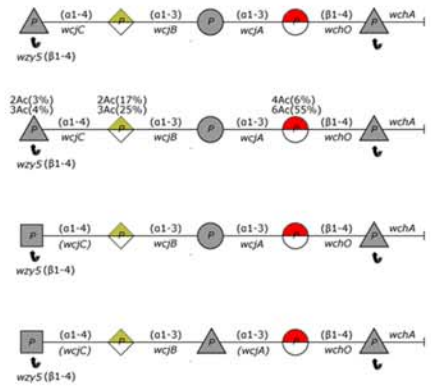 (α1-4) (α1-3) (α1-3) (β1-4) wchA
P P P P P
wcjC wcjB wcjA wchO
wzy5(β1-4)
2Ac(3%) 2Ac(17%) 4Ac(6%)
3Ac(4%) 3Ac(25%) 6Ac(55%)
(α1-4) (α1-3) (α1-3) (β1-4) wchA
P P P P P
wcjC wcjB wcjA wchO
wzy5(β1-4)
(α1-4) (α1-3) (α1-3) (β1-4) wchA
P P P P P
(wcjC) wcjB wcjA wchO
wzy5(β1-4)
(α1-4) (α1-3) (α1-3) (β1-4) wchA
P P P P P
(wcjC) wcjB (wcjA) wchO
wzy5(β1-4)